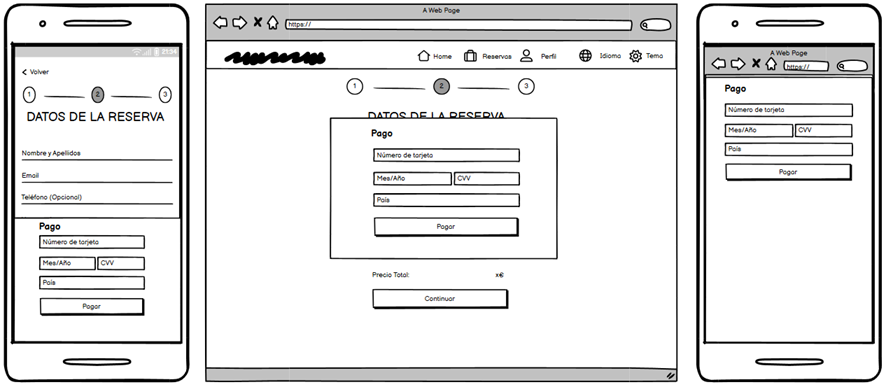 21:34
Volver
1 2 3
DATOS DE LA RESERVA
Nombre y Apellidos
Email
Teléfono (Opcional)
Pago
Número de tarjeta
Mes/Año CVV
País
Pagar
A Web Page
https://
Home Reservas Perfil Idioma Tema
1 2 3
DATOS DE LA RESERVA
Pago
Número de tarjeta
Mes/Año CVV
País
Pagar
Precio Total: x€
Continuar
A Web Page
https://
Pago
Número de tarjeta
Mes/Año CVV
País
Pagar